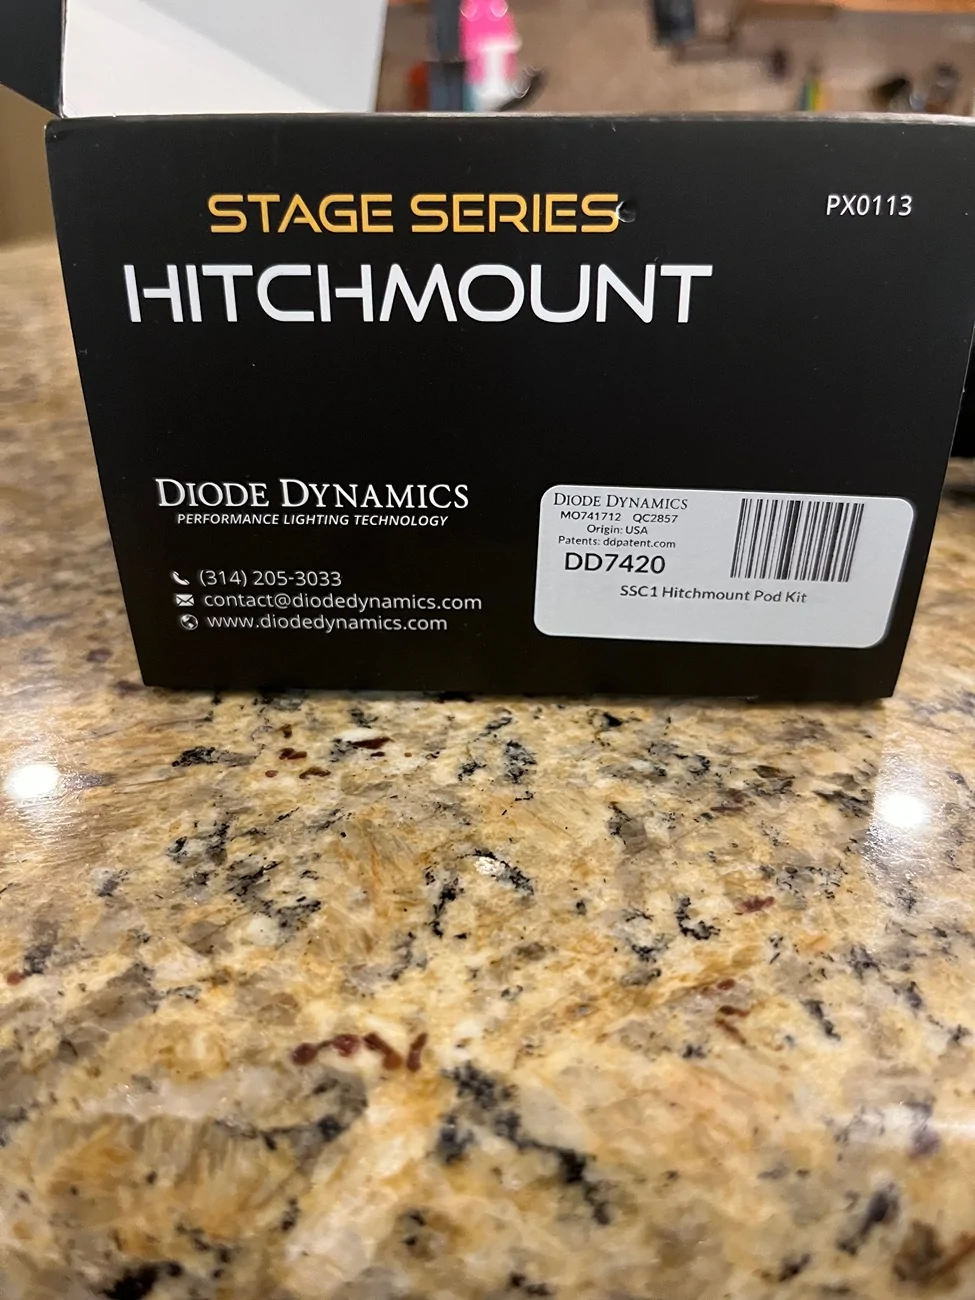 STAGE SERIES
PX0113
HITCHMOUNT
DIODE DYNAMICS
PERFORMANCE LIGHTING TECHNOLOGY
(314) 205-3033
contact@diodedynamics.com
www.diodedynamics.com
DIODE DYNAMICS
MO741712 QC2857
Origin: USA
Patents: ddpatent.com
DD7420
SSC1 Hitchmount Pod Kit